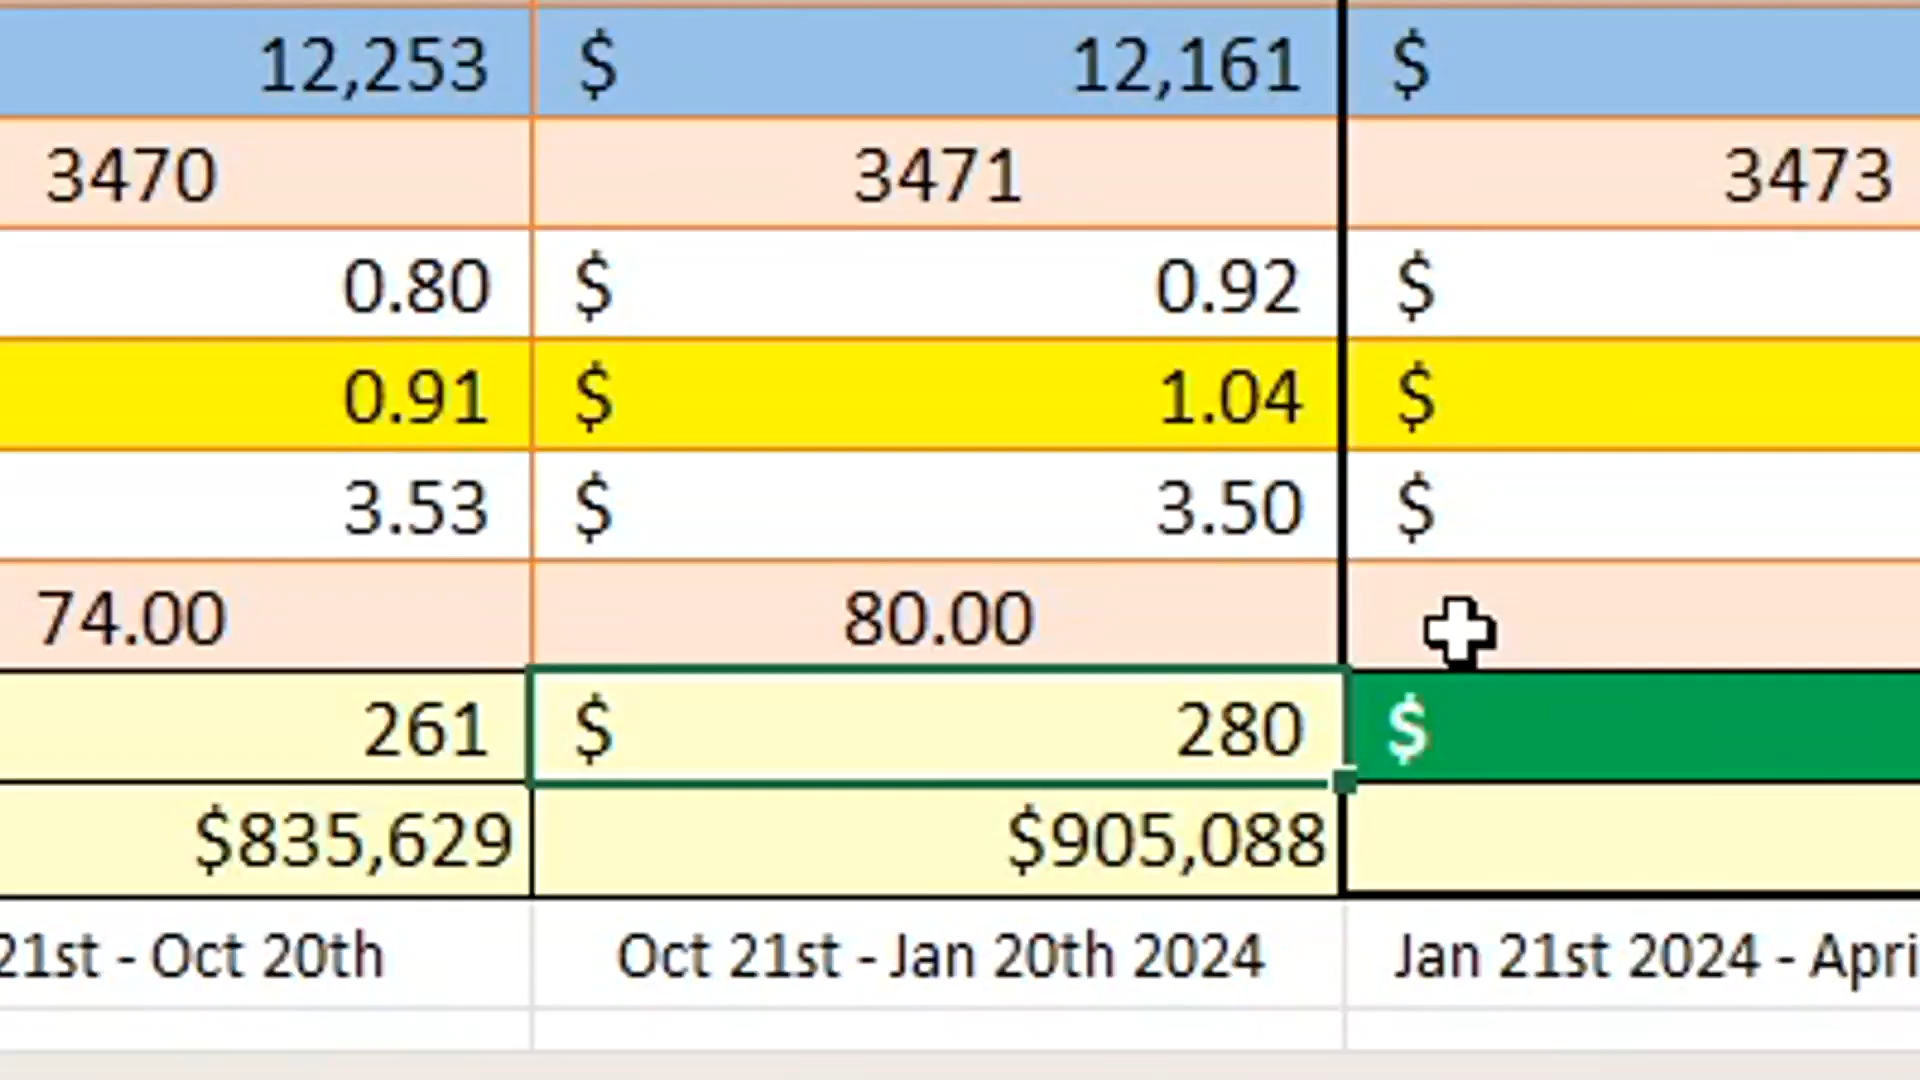 12,253 $ 12,161 $
3470 3471 3473
0.80 $ 0.92 $
0.91 $ 1.04 $
3.53 $ 3.50 $
74.00 80.00
261 $ 280 $
$835,629 $905,088
21st - Oct 20th Oct 21st - Jan 20th 2024 Jan 21st 2024 - Apri